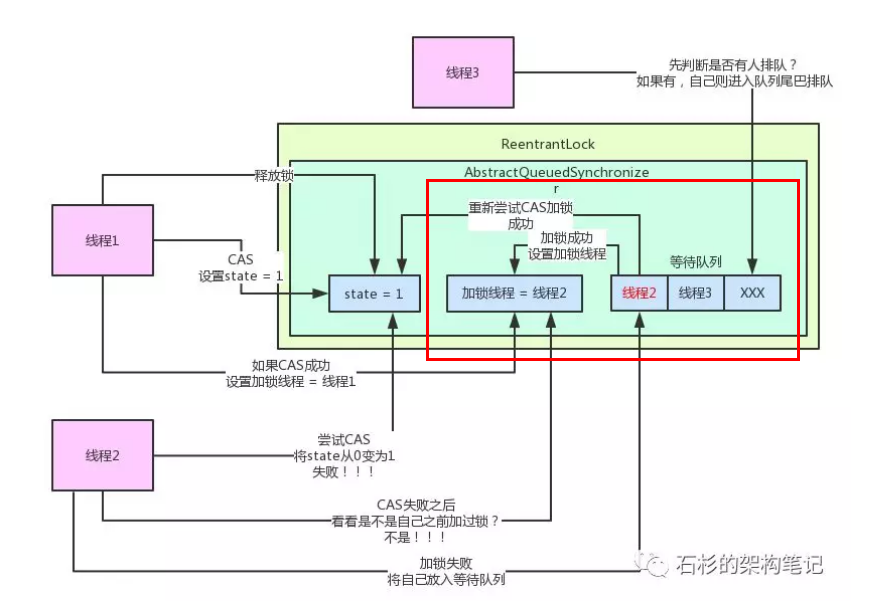 线程3
先判断是否有人排队？
如果有，自己则进入队列尾巴排队
ReentrantLock
AbstractQueuedSynchronize
r
释放锁
重新尝试CAS加锁
成功
线程1
加锁成功
设置加锁线程
CAS
设置state = 1
等待队列
state = 1
加锁线程 = 线程2
线程2
线程3
XXX
如果CAS成功
设置加锁线程 = 线程1
线程2
尝试CAS
将state从0变为1
失败！！！
CAS失败之后
看看是不是自己之前加过锁？
不是！！！
加锁失败
将自己放入等待队列
石杉的架构笔记